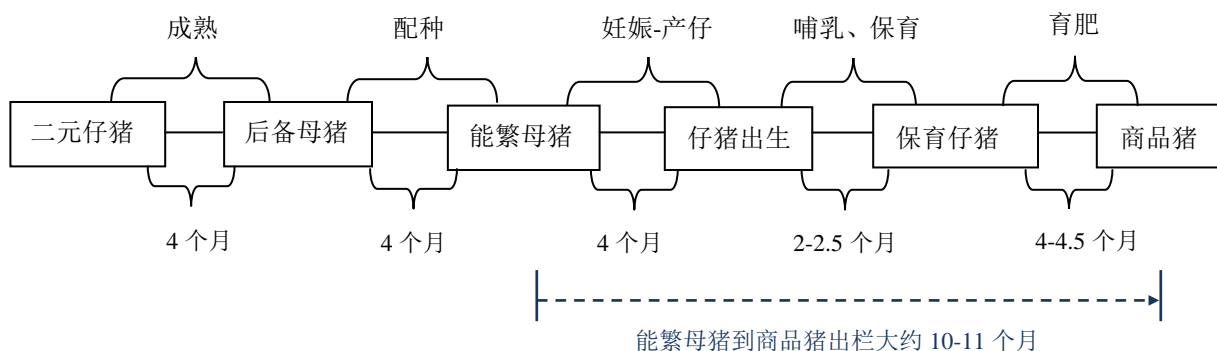 成熟
配种
妊娠-产仔
哺乳、保育
育肥
二元仔猪
后备母猪
能繁母猪
仔猪出生
保育仔猪
商品猪
4 个月
4 个月
4 个月
2-2.5 个月
4-4.5 个月
能繁母猪到商品猪出栏大约 10-11 个月